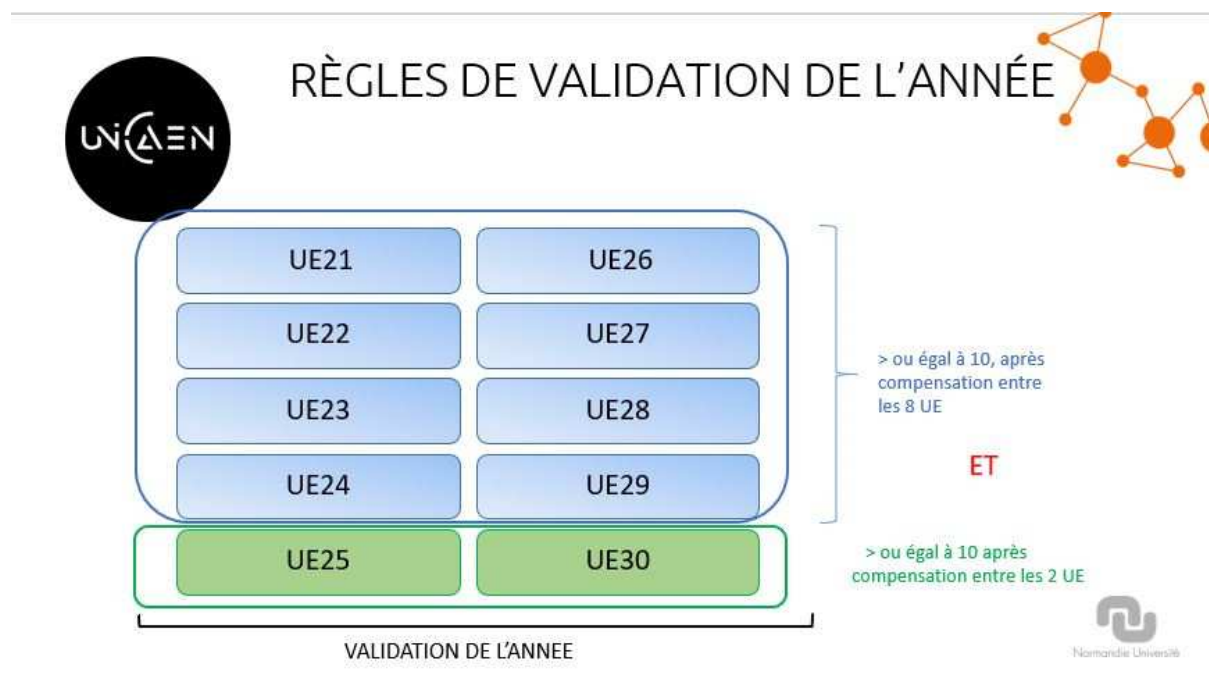 RÈGLES DE VALIDATION DE L’ANNÉE
UNICAEN
UE21
UE26
UE22
UE27
UE23
UE28
UE24
UE29
> ou égal à 10, après
compensation entre
les 8 UE
ET
UE25
UE30
> ou égal à 10 après
compensation entre les 2 UE
VALIDATION DE L’ANNEE
Normandie Université